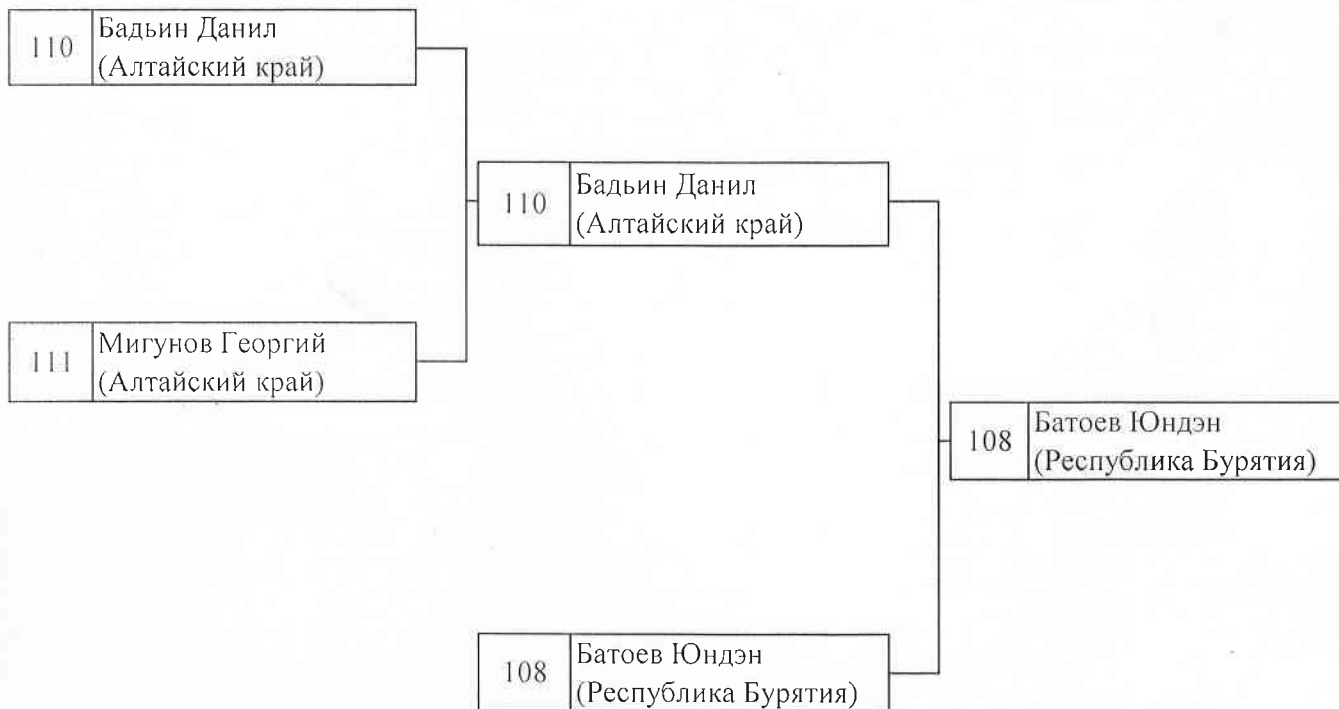 110
Бадьин Данил
(Алтайский край)
110
Бадьин Данил
(Алтайский край)
111
Мигунов Георгий
(Алтайский край)
108
Батоев Юндэн
(Республика Бурятия)
108
Батоев Юндэн
(Республика Бурятия)